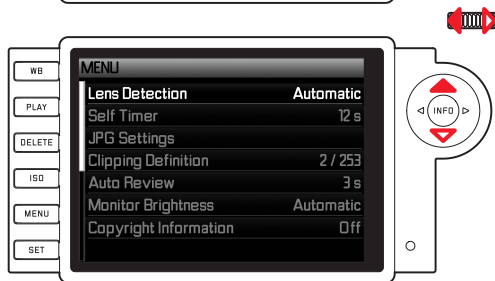 WB
PLAY
DELETE
ISO
MENU
SET
MENU
Lens Detection Automatic
Self Timer 12 s
JPG Settings
Clipping Definition 2 / 253
Auto Review 3 s
Monitor Brightness Automatic
Copyright Information Off
INFO